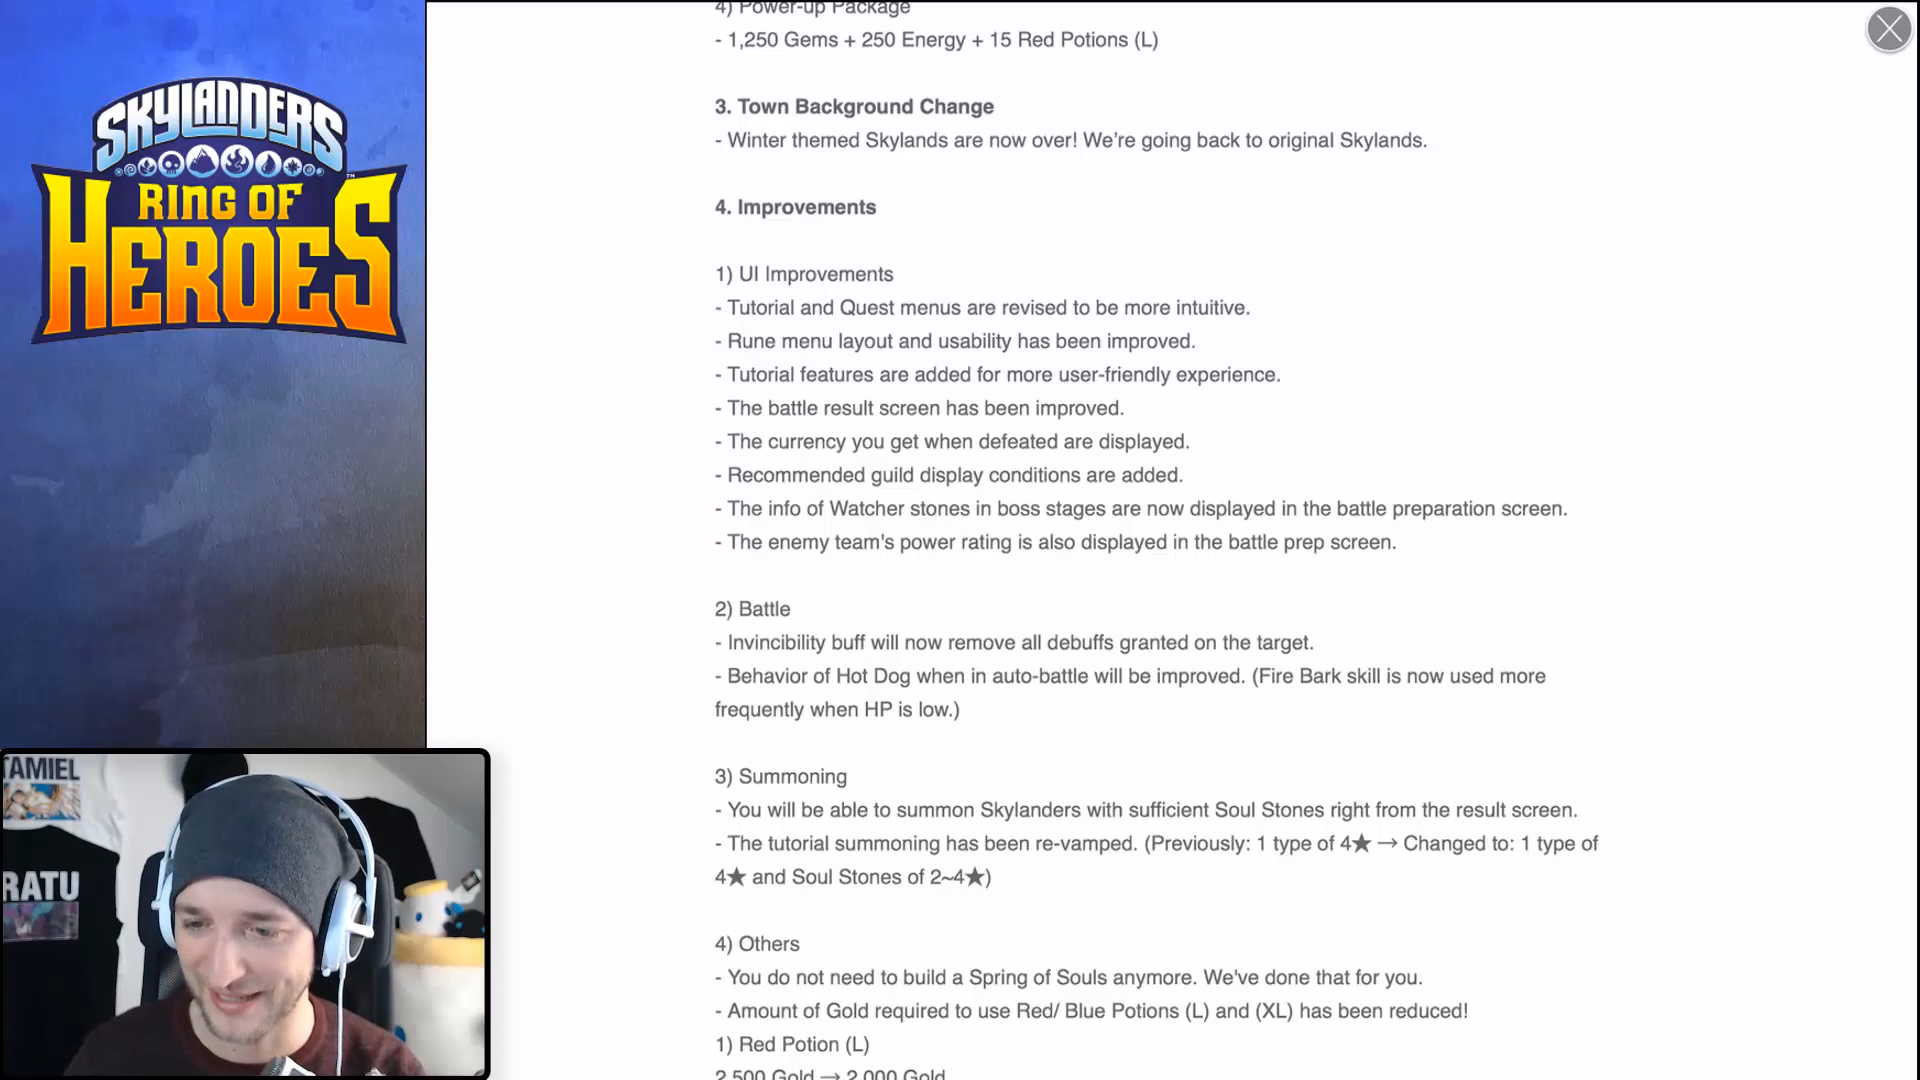 4) Power-up Package
- 1,250 Gems + 250 Energy + 15 Red Potions (L)
3. Town Background Change
- Winter themed Skylands are now over! We're going back to original Skylands.
4. Improvements
1) UI Improvements
- Tutorial and Quest menus are revised to be more intuitive.
- Rune menu layout and usability has been improved.
- Tutorial features are added for more user-friendly experience.
- The battle result screen has been improved.
- The currency you get when defeated are displayed.
- Recommended guild display conditions are added.
- The info of Watcher stones in boss stages are now displayed in the battle preparation screen.
- The enemy team's power rating is also displayed in the battle prep screen.
2) Battle
- Invincibility buff will now remove all debuffs granted on the target.
- Behavior of Hot Dog when in auto-battle will be improved. (Fire Bark skill is now used more
frequently when HP is low.)
3) Summoning
- You will be able to summon Skylanders with sufficient Soul Stones right from the result screen.
- The tutorial summoning has been re-vamped. (Previously: 1 type of 4★ → Changed to: 1 type of
4★ and Soul Stones of 2~4★)
4) Others
- You do not need to build a Spring of Souls anymore. We've done that for you.
- Amount of Gold required to use Red/ Blue Potions (L) and (XL) has been reduced!
1) Red Potion (L)
2,500 Gold → 2,000 Gold
SKYLANDERS
™
RING OF
HEROES
TAMIEL
RATU